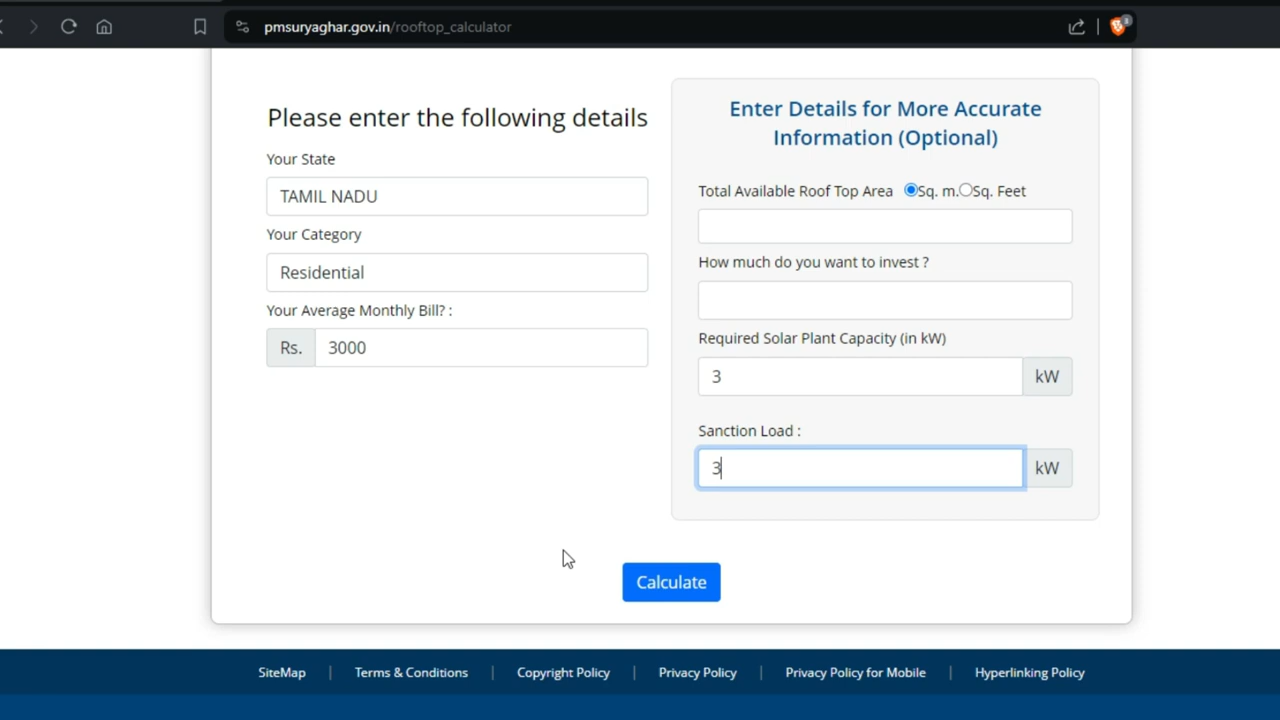 pmsuryaghar.gov.in/rooftop_calculator
3
Please enter the following details
Your State
TAMIL NADU
Your Category
Residential
Your Average Monthly Bill? :
Rs. 3000
Enter Details for More Accurate
Information (Optional)
Total Available Roof Top Area Sq. m. Sq. Feet
How much do you want to invest ?
Required Solar Plant Capacity (in kW)
3 kW
Sanction Load :
3 kW
Calculate
SiteMap | Terms & Conditions | Copyright Policy | Privacy Policy | Privacy Policy for Mobile | Hyperlinking Policy